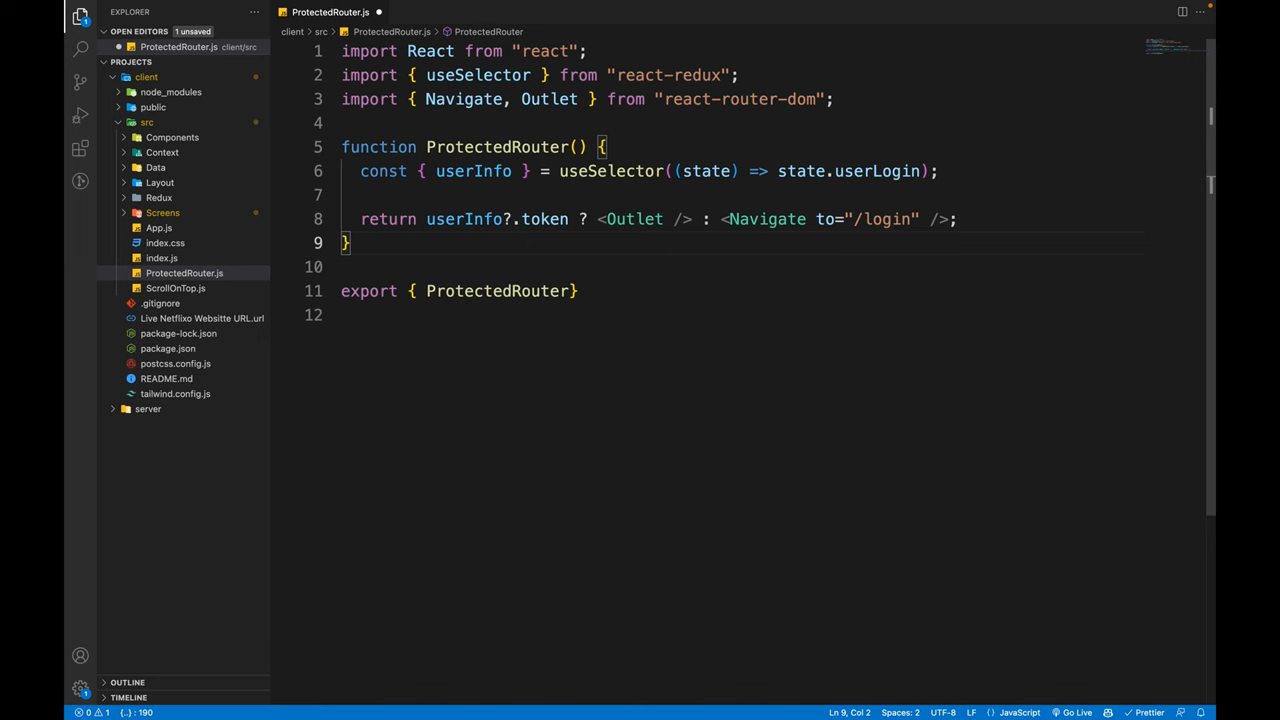 EXPLORER
OPEN EDITORS 1 unsaved
ProtectedRouter.js client/src
PROJECTS
client
node_modules
public
src
Components
Context
Data
Layout
Redux
Screens
App.js
index.css
index.js
ProtectedRouter.js
ScrollOnTop.js
.gitignore
Live Netflixo Websitte URL.url
package-lock.json
package.json
postcss.config.js
README.md
tailwind.config.js
server
OUTLINE
TIMELINE
ProtectedRouter.js
client > src > ProtectedRouter.js > ProtectedRouter
1 import React from "react";
2 import { useSelector } from "react-redux";
3 import { Navigate, Outlet } from "react-router-dom";
4
5 function ProtectedRouter() {
6 const { userInfo } = useSelector((state) => state.userLogin);
7
8 return userInfo?.token ? <Outlet /> : <Navigate to="/login" />;
9 }
10
11 export { ProtectedRouter}
12
1
1
0 1 {..} : 190 Ln 9, Col 2 Spaces: 2 UTF-8 LF {} JavaScript Go Live Prettier